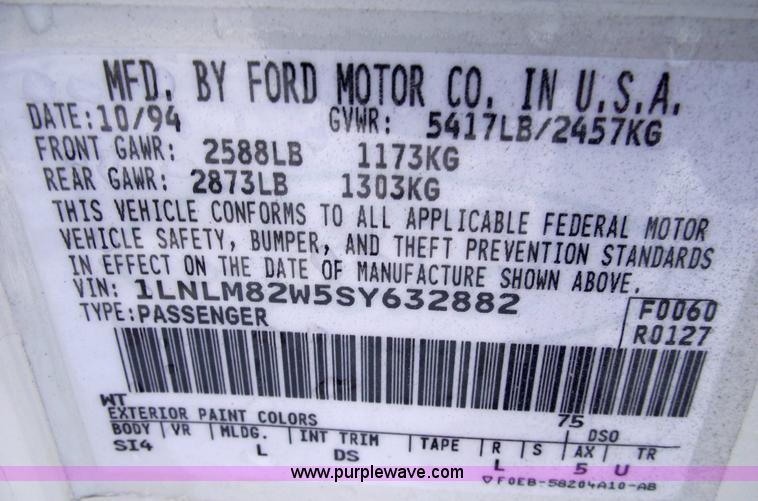 MFD. BY FORD MOTOR CO. IN U.S.A.
DATE: 10/94 GVWR: 5417LB/2457KG
FRONT GAWR: 2588LB 1173KG
REAR GAWR: 2873LB 1303KG
THIS VEHICLE CONFORMS TO ALL APPLICABLE FEDERAL MOTOR
VEHICLE SAFETY, BUMPER, AND THEFT PREVENTION STANDARDS
IN EFFECT ON THE DATE OF MANUFACTURE SHOWN ABOVE.
VIN: 1LNLM82W5SY632882 F0060
TYPE: PASSENGER R0127
WT 75
EXTERIOR PAINT COLORS DSO
BODY VR MLDG. INT TRIM TAPE R S AX TR
SI4 L DS L 5 U
▽F0EB-58204A10-AB
www.purplewave.com